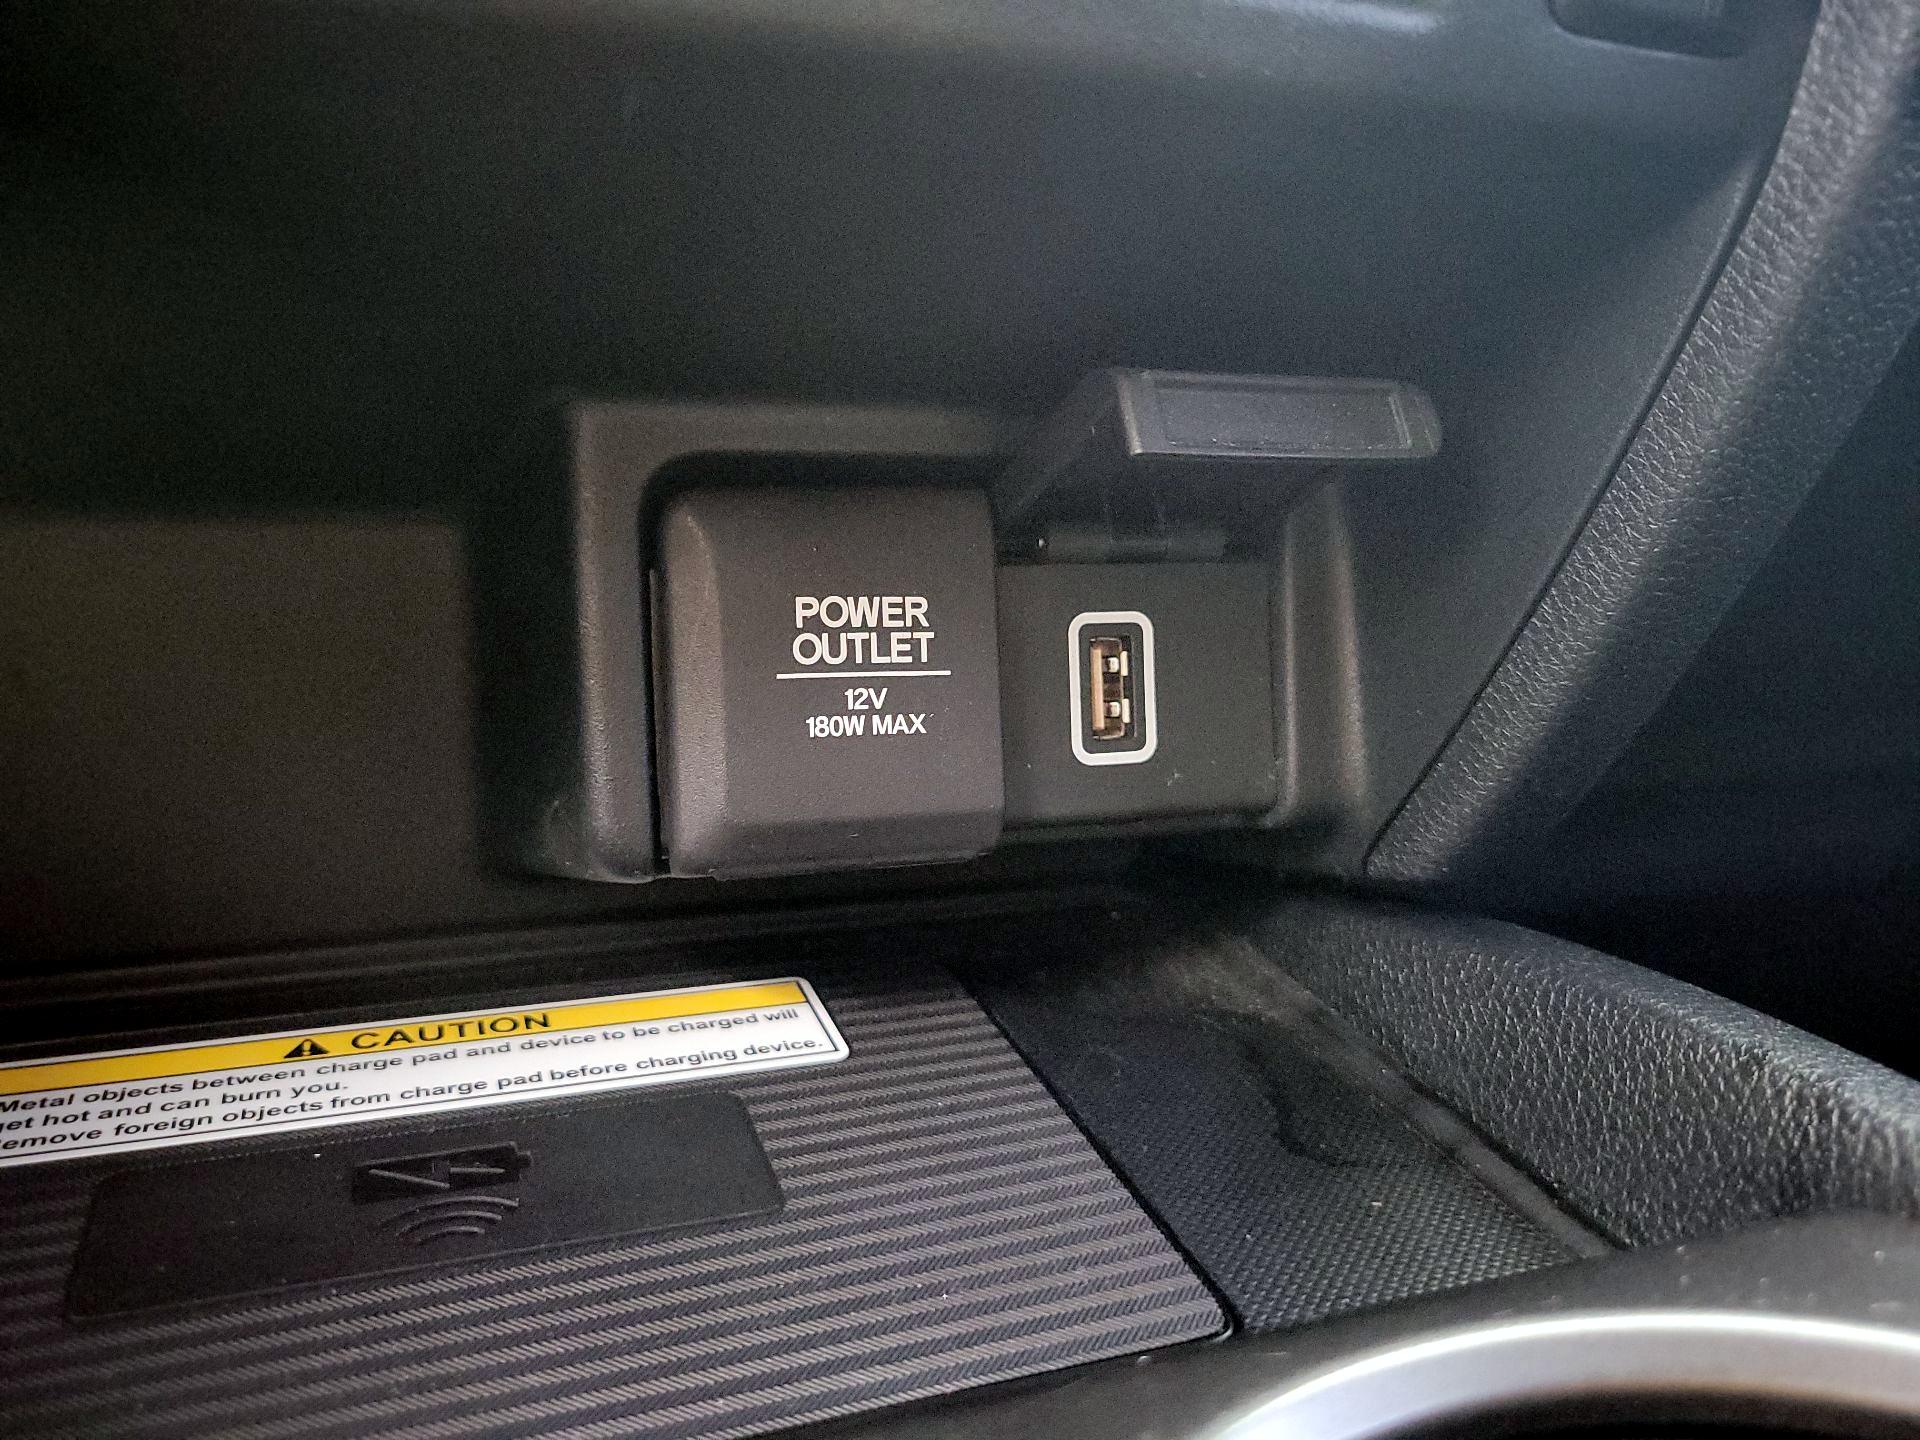 POWER
OUTLET
12V
180W MAX
CAUTION
Metal objects between charge pad and device to be charged will
get hot and can burn you.
Remove foreign objects from charge pad before charging device.